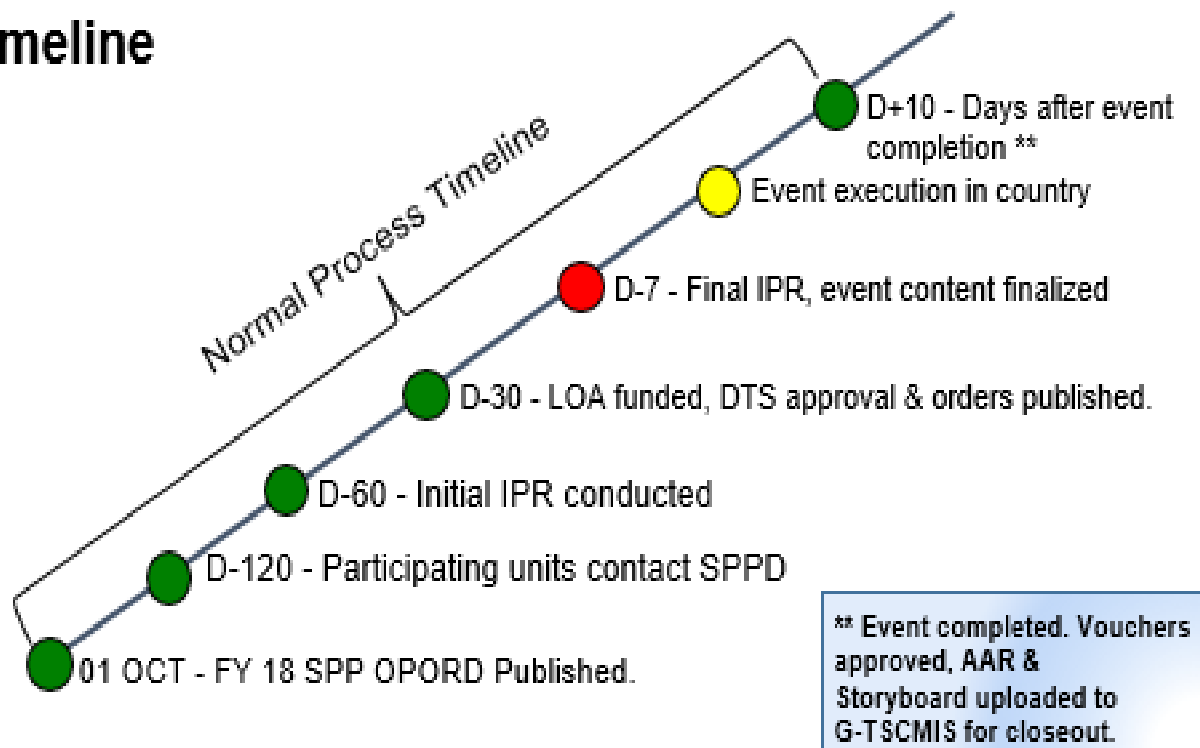 meline
Normal Process Timeline
D+10 - Days after event
completion **
Event execution in country
D-7 - Final IPR, event content finalized
D-30 - LOA funded, DTS approval & orders published.
D-60 - Initial IPR conducted
D-120 - Participating units contact SPPD
01 OCT - FY 18 SPP OPORD Published.
** Event completed. Vouchers
approved, AAR &
Storyboard uploaded to
G-TSCMIS for closeout.